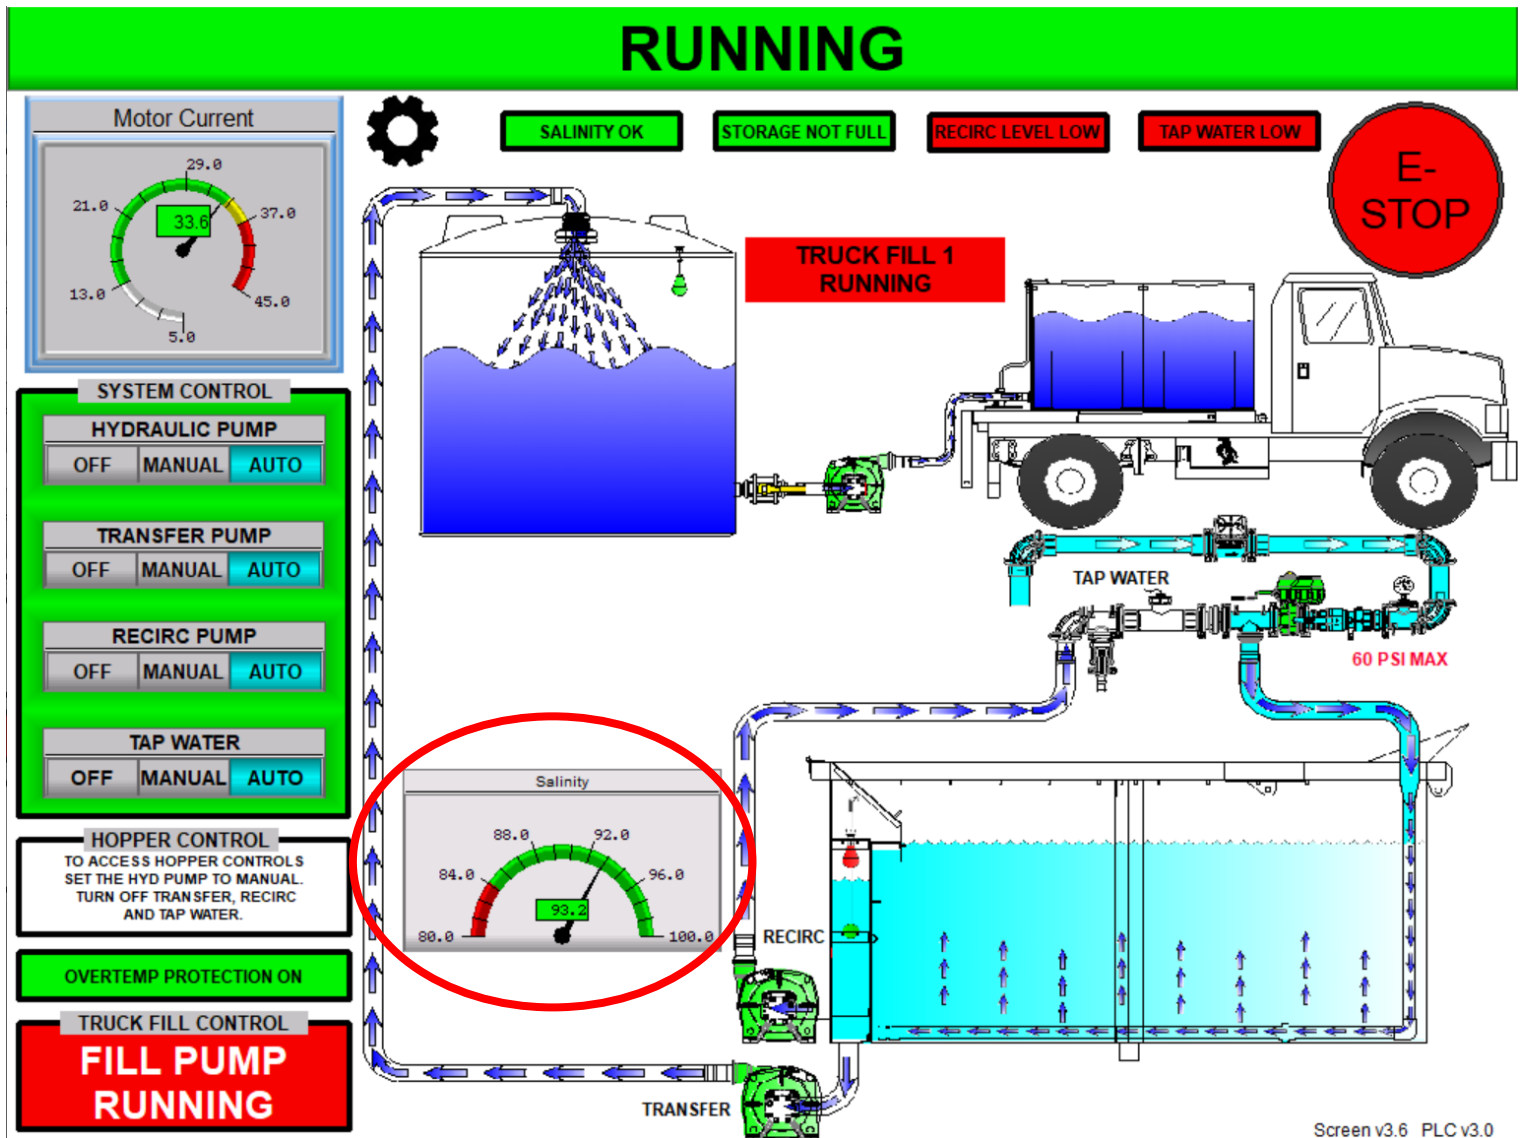 RUNNING
Motor Current
29.0
21.0
37.0
33.6
13.0
45.0
5.0
SALINITY OK
STORAGE NOT FULL
RECIRC LEVEL LOW
TAP WATER LOW
E-
STOP
TRUCK FILL 1
RUNNING
SYSTEM CONTROL
HYDRAULIC PUMP
OFF MANUAL AUTO
TRANSFER PUMP
OFF MANUAL AUTO
RECIRC PUMP
OFF MANUAL AUTO
TAP WATER
OFF MANUAL AUTO
HOPPER CONTROL
TO ACCESS HOPPER CONTROLS
SET THE HYD PUMP TO MANUAL.
TURN OFF TRANSFER, RECIRC
AND TAP WATER.
OVERTEMP PROTECTION ON
TRUCK FILL CONTROL
FILL PUMP
RUNNING
TAP WATER
60 PSI MAX
Salinity
88.0
92.0
84.0
96.0
93.2
80.0
100.0
RECIRC
TRANSFER
Screen v3.6 PLC v3.0